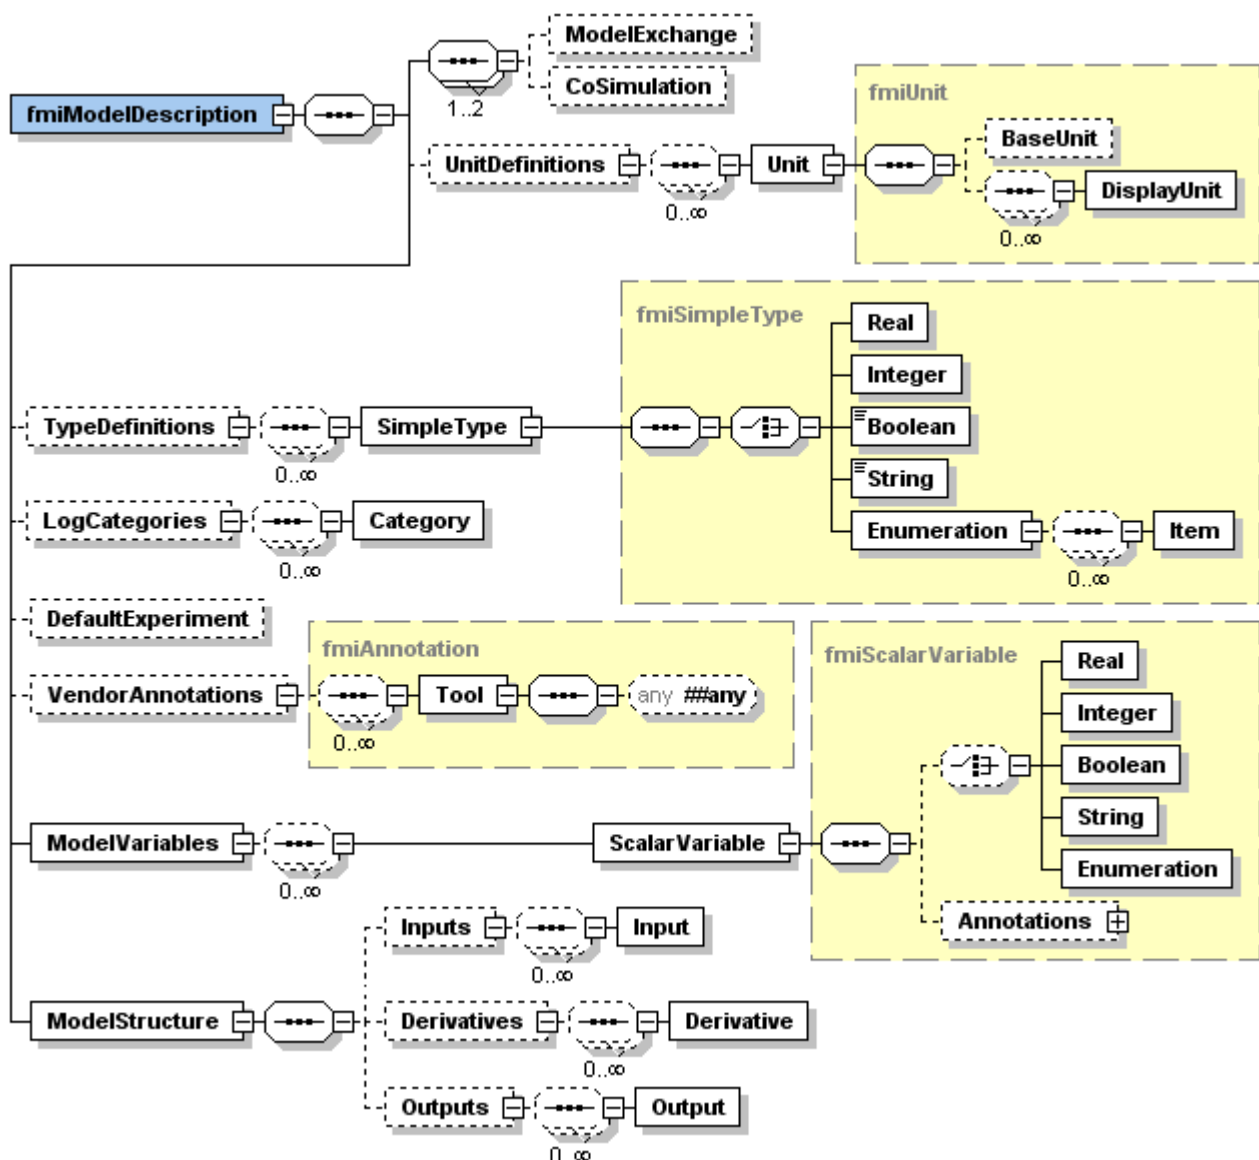 ModelExchange
CoSimulation
1..2
fmiModelDescription
fmiUnit
BaseUnit
UnitDefinitions
Unit
DisplayUnit
0..∞
0..∞
fmiSimpleType
Real
Integer
TypeDefinitions
SimpleType
Boolean
0..∞
String
LogCategories
Category
Enumeration
Item
0..∞
0..∞
DefaultExperiment
fmiAnnotation
fmiScalarVariable
Real
VendorAnnotations
Tool
any ##any
Integer
0..∞
Boolean
String
ModelVariables
ScalarVariable
Enumeration
0..∞
Annotations
Inputs
Input
0..∞
ModelStructure
Derivatives
Derivative
0..∞
Outputs
Output
0..∞